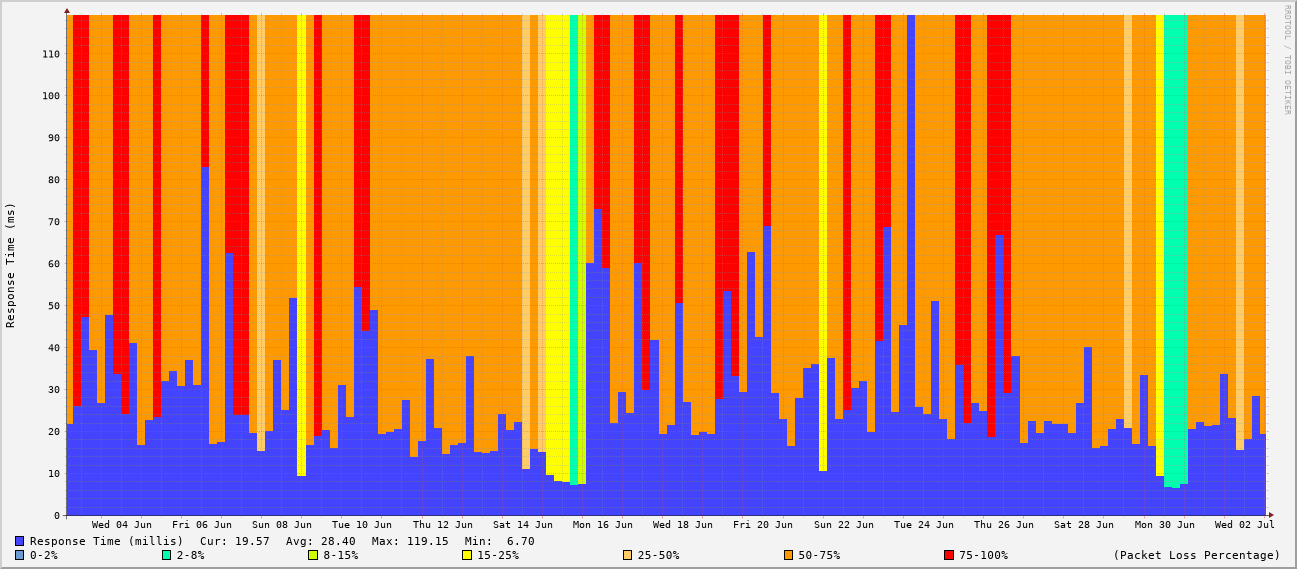 RRDTOOL / TOBI OETIKER
Response Time (ms)
110
100
90
80
70
60
50
40
30
20
10
0
Wed 04 Jun Fri 06 Jun Sun 08 Jun Tue 10 Jun Thu 12 Jun Sat 14 Jun Mon 16 Jun Wed 18 Jun Fri 20 Jun Sun 22 Jun Tue 24 Jun Thu 26 Jun Sat 28 Jun Mon 30 Jun Wed 02 Jul
Response Time (millis) Cur: 19.57 Avg: 28.40 Max: 119.15 Min: 6.70
0-2% 2-8% 8-15% 15-25% 25-50% 50-75% 75-100% (Packet Loss Percentage)